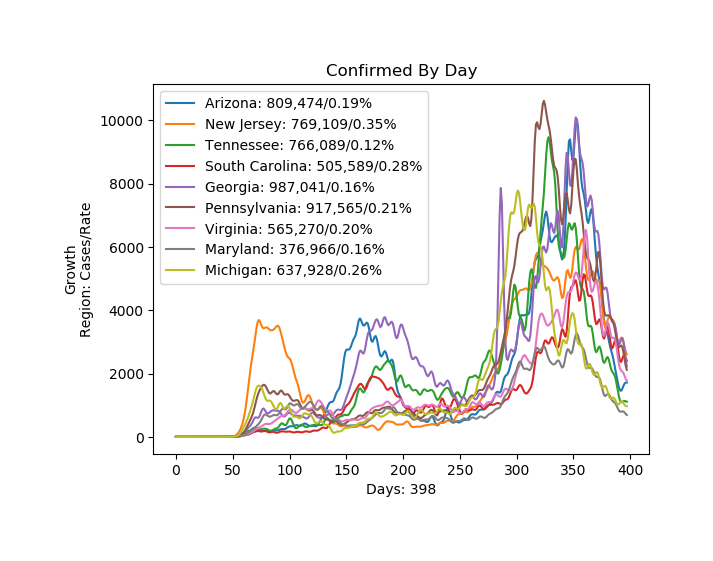 Confirmed By Day
Growth
Region: Cases/Rate
10000
8000
6000
4000
2000
0
Arizona: 809,474/0.19%
New Jersey: 769,109/0.35%
Tennessee: 766,089/0.12%
South Carolina: 505,589/0.28%
Georgia: 987,041/0.16%
Pennsylvania: 917,565/0.21%
Virginia: 565,270/0.20%
Maryland: 376,966/0.16%
Michigan: 637,928/0.26%
0 50 100 150 200 250 300 350 400
Days: 398